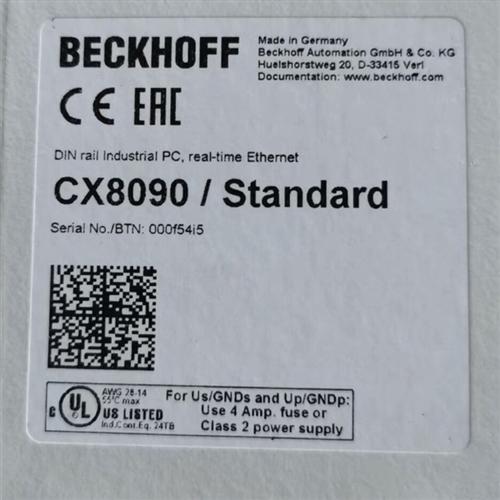 BECKHOFF
Made in Germany
Beckhoff Automation GmbH & Co. KG
Huelshorstweg 20, D-33415 Verl
Documentation: www.beckhoff.com
CE EAC
DIN rail Industrial PC, real-time Ethernet
CX8090 / Standard
Serial No./BTN: 000f54i5
c UL
AWG 28-14
55°C max
US LISTED
Ind.Cont.Eq. 24TB
For Us/GNDs and Up/GNDp:
Use 4 Amp. fuse or
Class 2 power supply